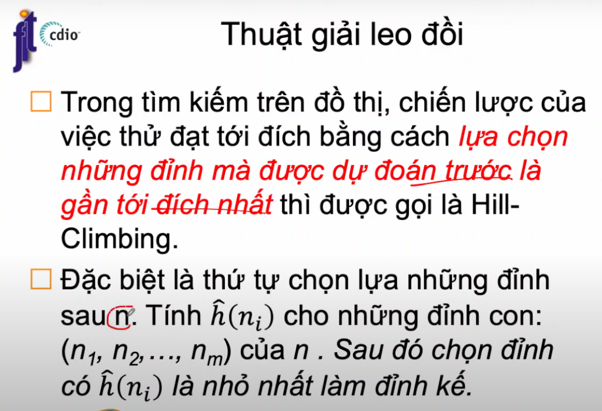 cdio
Thuật giải leo đồi
Trong tìm kiếm trên đồ thị, chiến lược của
việc thử đạt tới đích bằng cách lựa chọn
những đỉnh mà được dự đoán trước là
gần tới đích nhất thì được gọi là Hill-
Climbing.
Đặc biệt là thứ tự chọn lựa những đỉnh
sau n. Tính ĥ(nᵢ) cho những đỉnh con:
(n₁, n₂,…, nₘ) của n . Sau đó chọn đỉnh
có ĥ(nᵢ) là nhỏ nhất làm đỉnh kế.